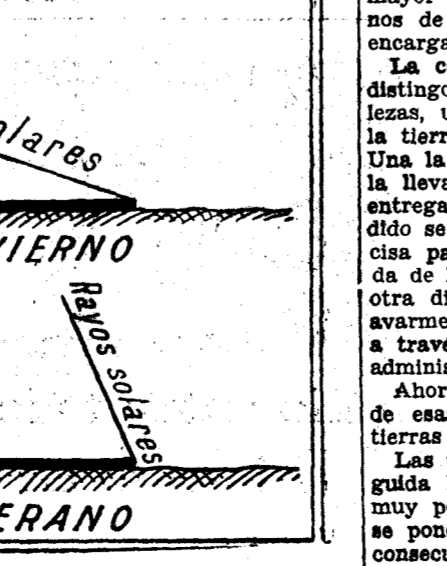 olares
IERNO
Rayos solares
ERANO
mayor
nos de
encarga
La c
distingo
lezas, u
la tierr
Una la
la lleva
entrega
dido se
cisa pa
da de
otra di
avarme
a travé
adminis
Ahor
de esa
tierras
Las
guida
muy p
se pone
consecu